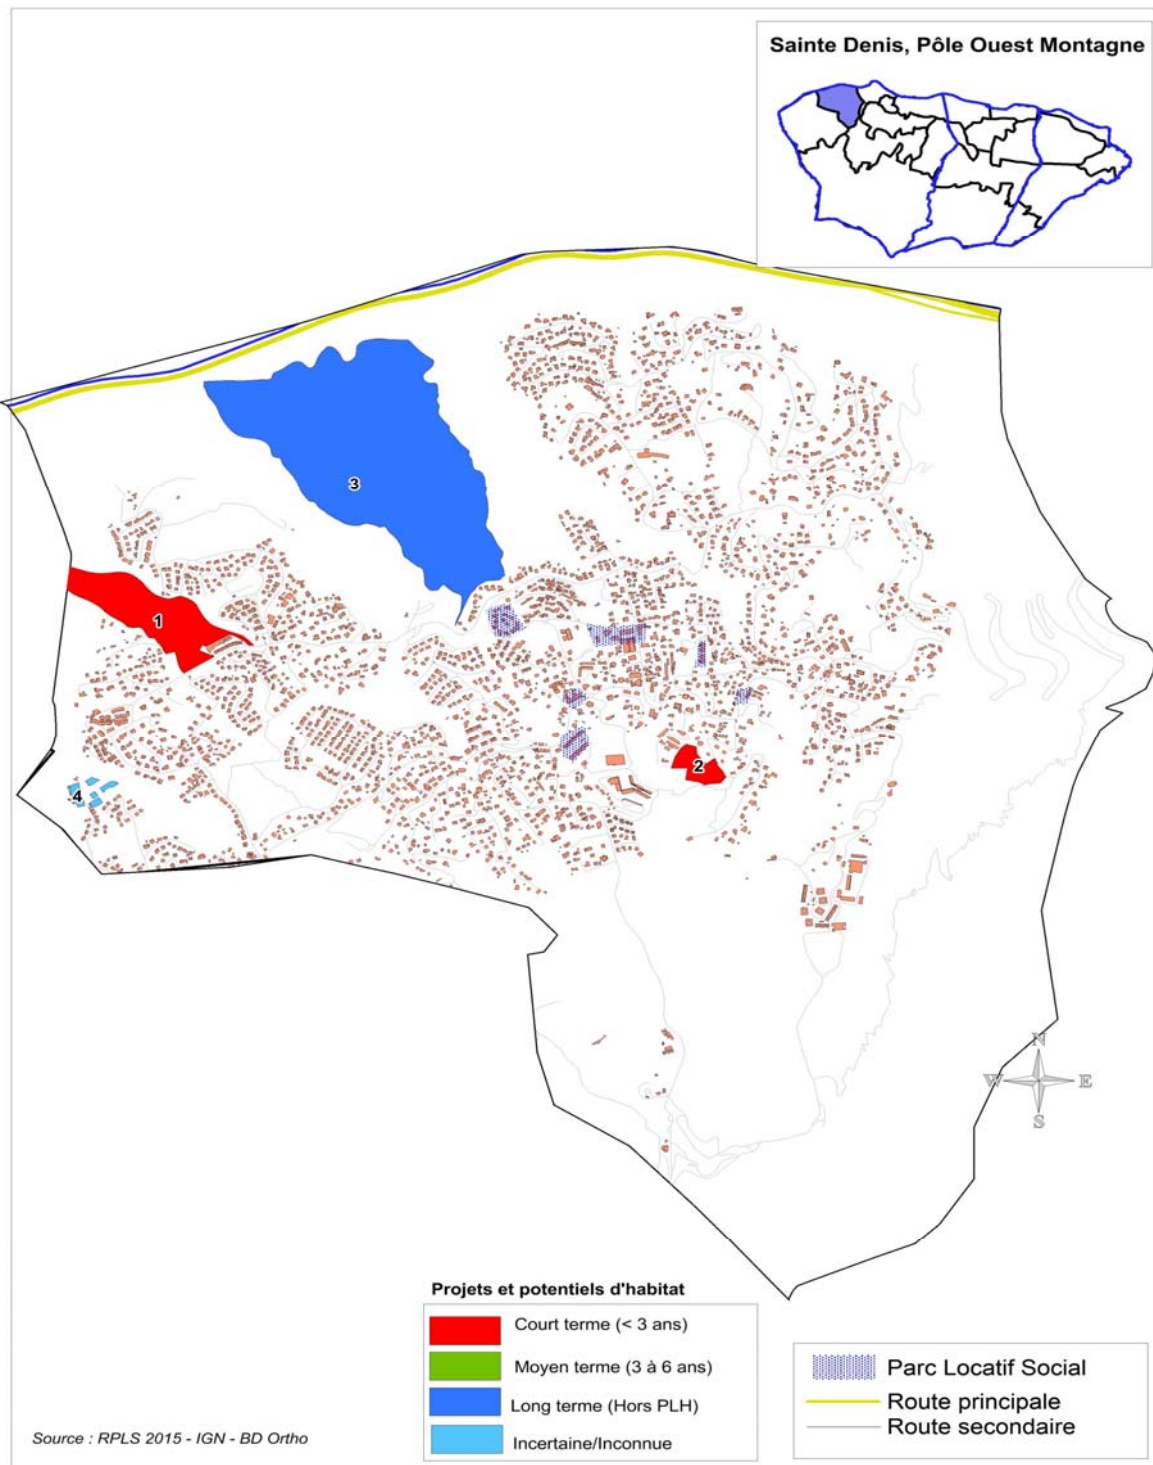 Sainte Denis, Pôle Ouest Montagne
3
1
2
4
N
W E
S
Projets et potentiels d'habitat
Court terme (< 3 ans)
Moyen terme (3 à 6 ans)
Long terme (Hors PLH)
Incertaine/Inconnue
Parc Locatif Social
Route principale
Route secondaire
Source : RPLS 2015 - IGN - BD Ortho